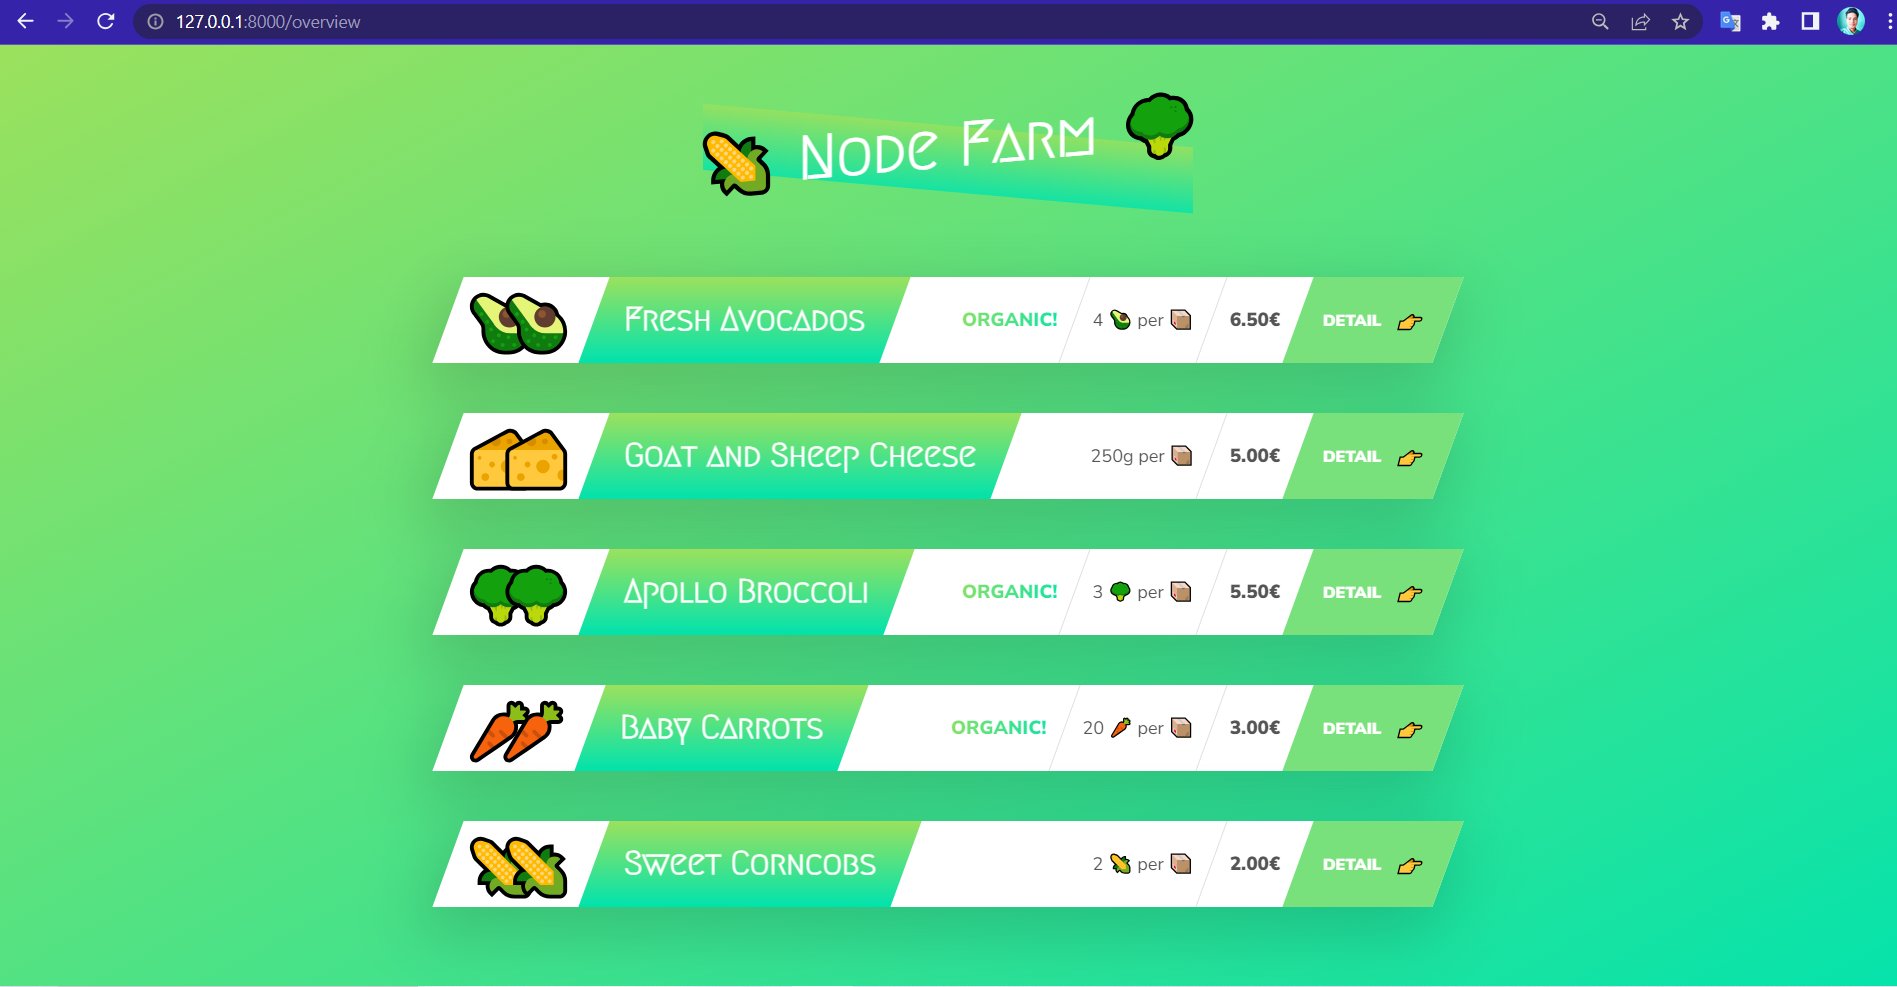 127.0.0.1:8000/overview
Node Farm
Fresh Avocados ORGANIC! 4 🥑 per 📦 6.50€ DETAIL 👉
Goat and Sheep Cheese 250g per 📦 5.00€ DETAIL 👉
Apollo Broccoli ORGANIC! 3 🥦 per 📦 5.50€ DETAIL 👉
Baby Carrots ORGANIC! 20 🥕 per 📦 3.00€ DETAIL 👉
Sweet Corncobs 2 🌽 per 📦 2.00€ DETAIL 👉